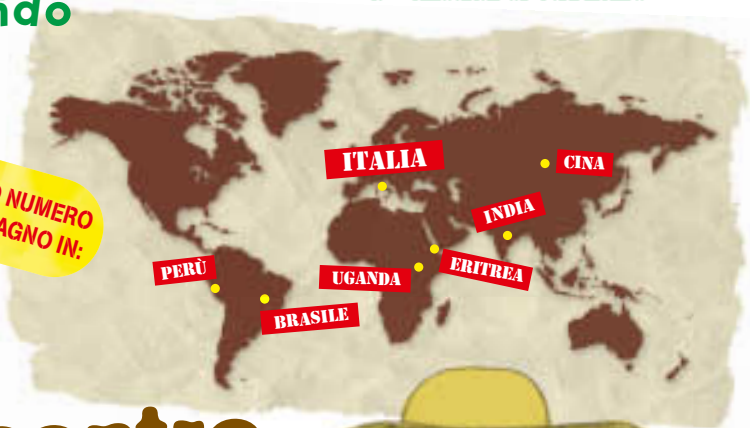 ndo
NUMERO
AGNO IN:
ITALIA
CINA
INDIA
ERITREA
UGANDA
PERÙ
BRASILE